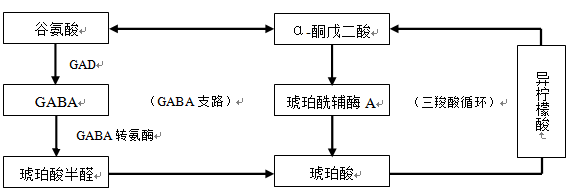 谷氨酸
α-酮戊二酸
GAD
GABA
（GABA 支路）
琥珀酰辅酶 A
（三羧酸循环）
异柠檬酸
GABA 转氨酶
琥珀酸半醛
琥珀酸